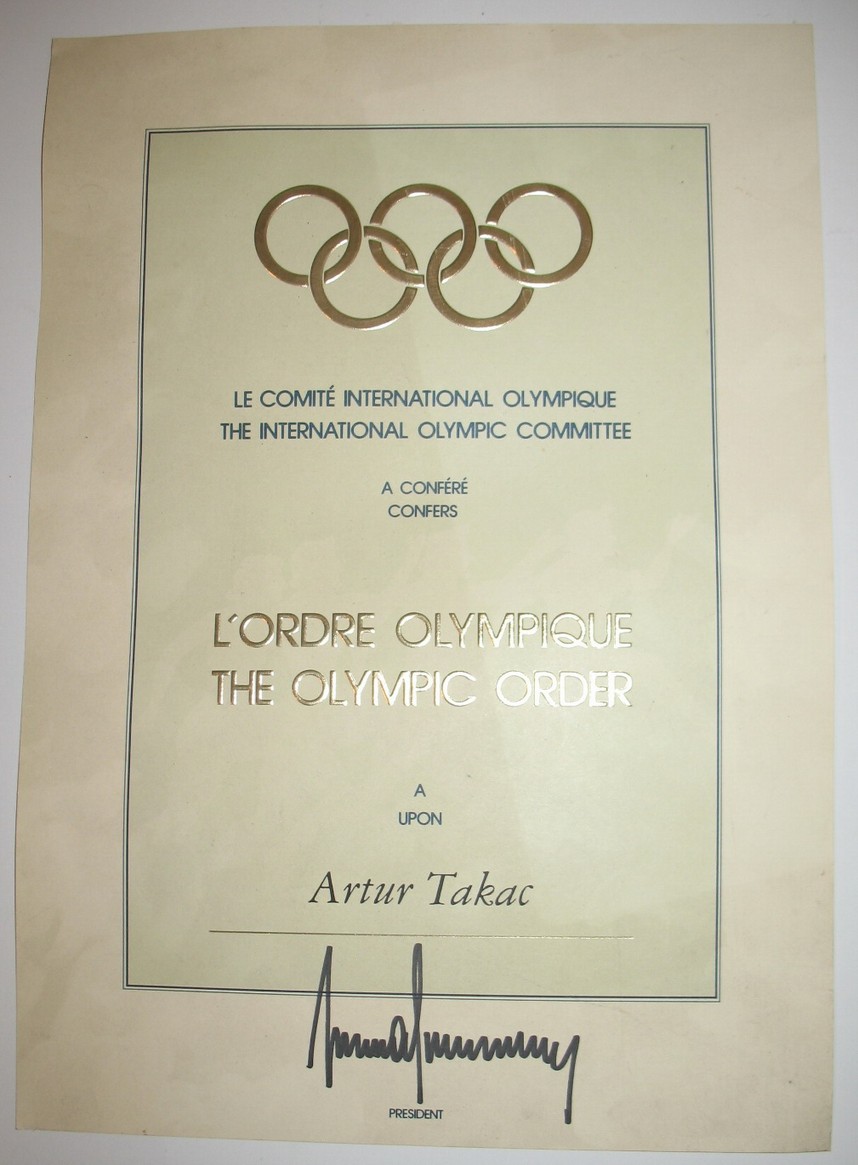 LE COMITÉ INTERNATIONAL OLYMPIQUE
THE INTERNATIONAL OLYMPIC COMMITTEE
A CONFÉRÉ
CONFERS
L'ORDRE OLYMPIQUE
THE OLYMPIC ORDER
A
UPON
Artur Takac
PRESIDENT